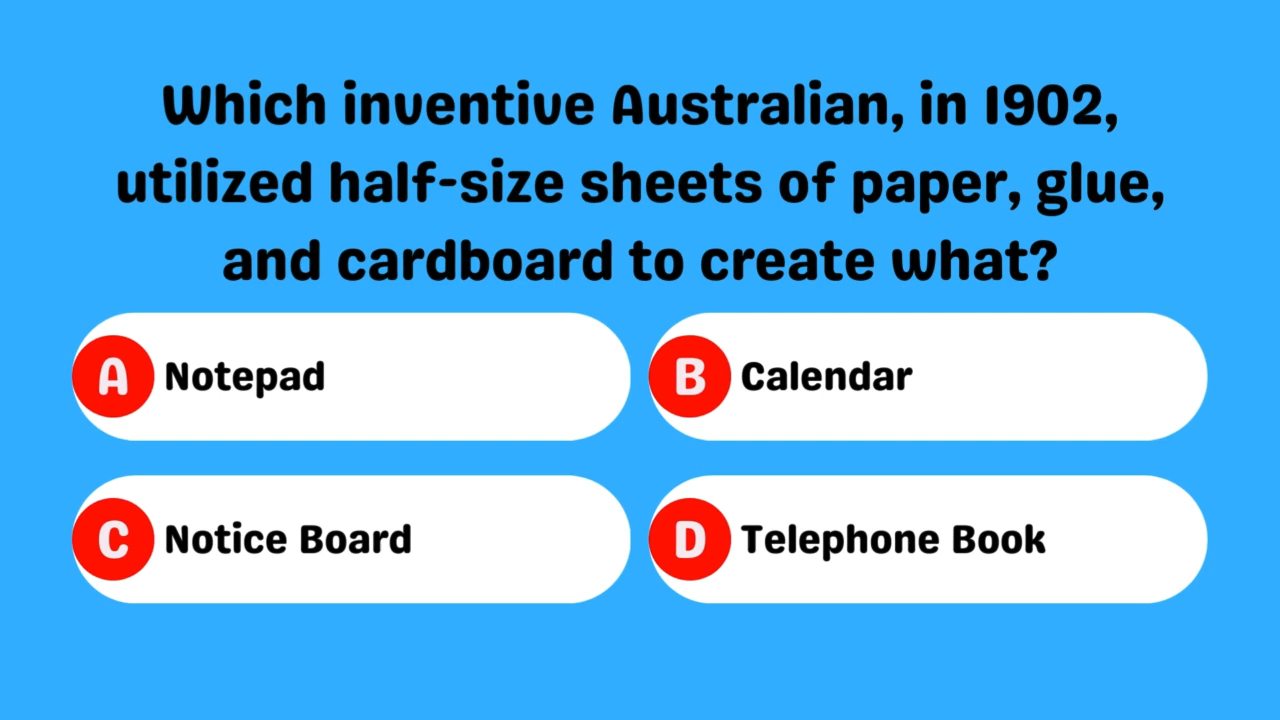 Which inventive Australian, in 1902,
utilized half-size sheets of paper, glue,
and cardboard to create what?
A Notepad
B Calendar
C Notice Board
D Telephone Book